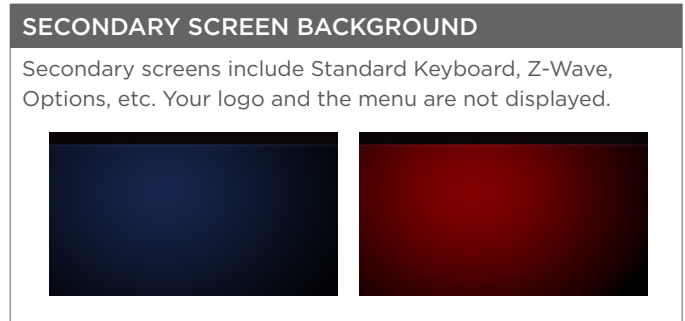 SECONDARY SCREEN BACKGROUND
Secondary screens include Standard Keyboard, Z-Wave,
Options, etc. Your logo and the menu are not displayed.